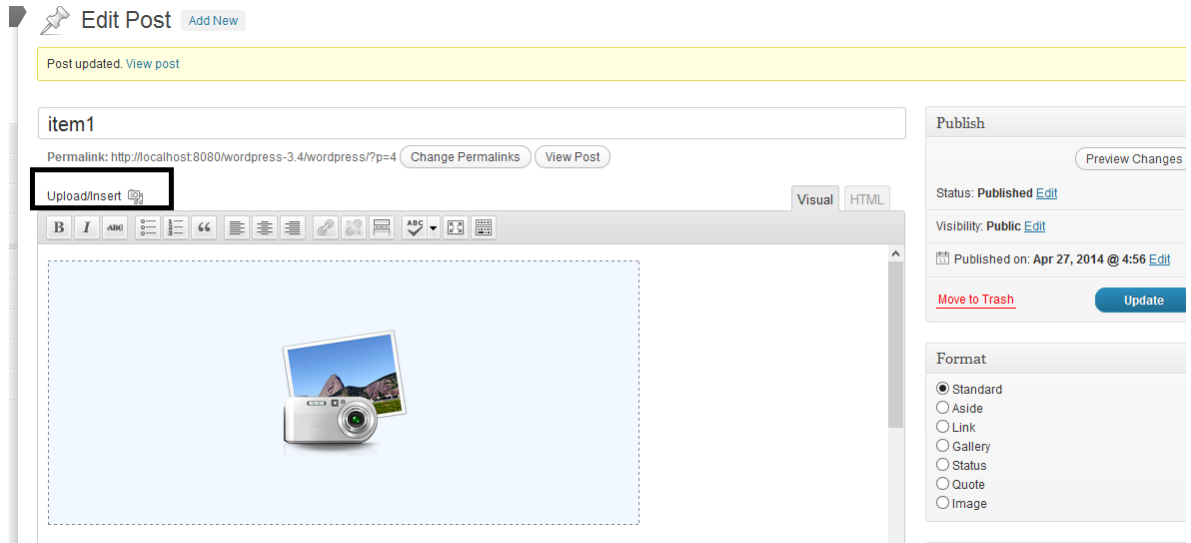 Edit Post Add New
Post updated. View post
item1
Permalink: http://localhost:8080/wordpress-3.4/wordpress/?p=4 Change Permalinks View Post
Upload/Insert
Visual HTML
B I ABC ABC
Publish
Preview Changes
Status: Published Edit
Visibility: Public Edit
Published on: Apr 27, 2014 @ 4:56 Edit
Move to Trash Update
Format
Standard
Aside
Link
Gallery
Status
Quote
Image